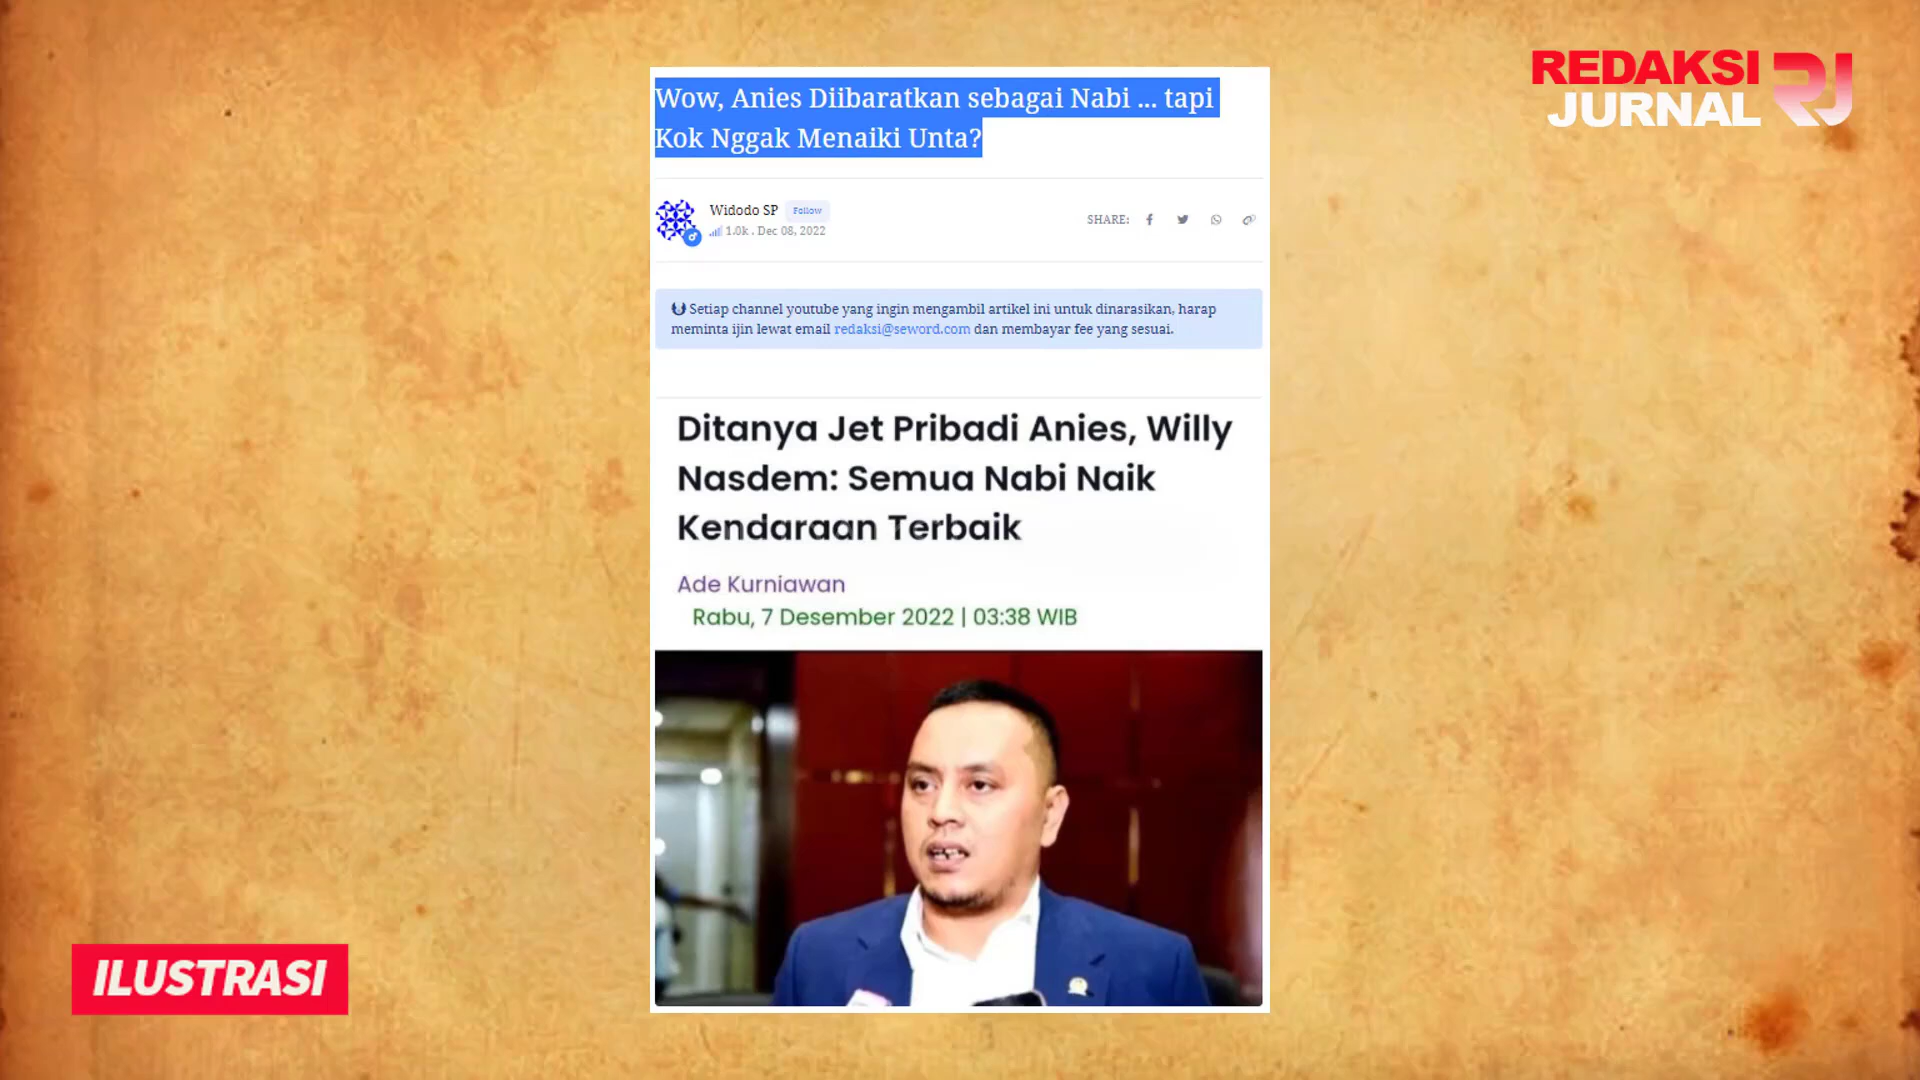 REDAKSI
JURNAL
Wow, Anies Diibaratkan sebagai Nabi ... tapi
Kok Nggak Menaiki Unta?
Widodo SP Follow
1.0k . Dec 08, 2022
SHARE:
Setiap channel youtube yang ingin mengambil artikel ini untuk dinarasikan, harap
meminta ijin lewat email redaksi@seword.com dan membayar fee yang sesuai.
Ditanya Jet Pribadi Anies, Willy
Nasdem: Semua Nabi Naik
Kendaraan Terbaik
Ade Kurniawan
Rabu, 7 Desember 2022 | 03:38 WIB
ILUSTRASI